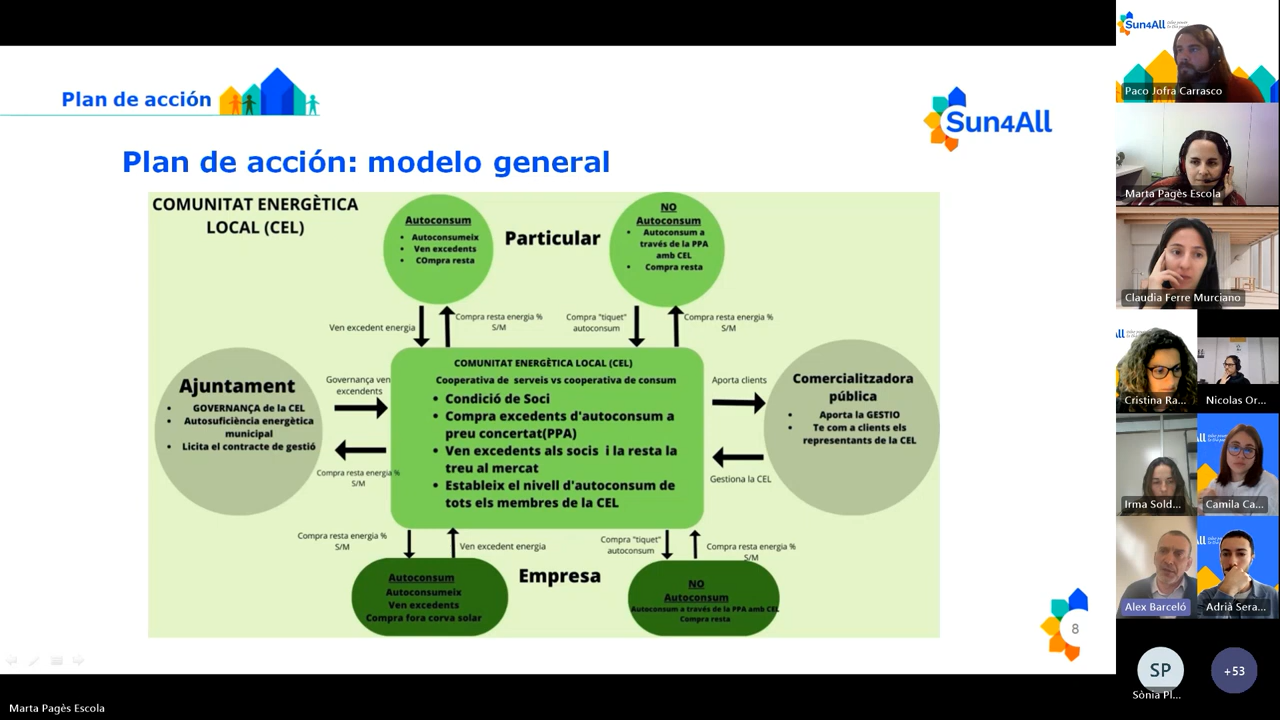 Plan de acción
Sun4All
Plan de acción: modelo general
COMUNITAT ENERGÈTICA
LOCAL (CEL)
Autoconsum
• Autoconsumeix
• Ven excedents
• COmpra resta
Particular
NO
Autoconsum
• Autoconsum a
través de la PPA
amb CEL
• Compra resta
Ven excedent energia
Compra resta energia %
S/M
Compra "tiquet"
autoconsum
Compra resta energia %
S/M
Ajuntament
• GOVERNANÇA de la CEL
• Autosuficiència energètica
municipal
• Licita el contracte de gestió
Governança ven
excendents
Compra resta energia %
S/M
COMUNITAT ENERGÈTICA LOCAL (CEL)
Cooperativa de serveis vs cooperativa de consum
• Condició de Soci
• Compra excedents d'autoconsum a
preu concertat(PPA)
• Ven excedents als socis i la resta la
treu al mercat
• Estableix el nivell d'autoconsum de
tots els membres de la CEL
Aporta clients
Gestiona la CEL
Comercialitzadora
pública
• Aporta la GESTIO
• Te com a clients els
representants de la CEL
Compra resta energia %
S/M
Ven excedent energia
Compra "tiquet"
autoconsum
Compra resta energia %
S/M
Autoconsum
Autoconsumeix
Ven excedents
Compra fora corva solar
Empresa
NO
Autoconsum
Autoconsum a través de la PPA amb CEL
Compra resta
8
Marta Pagès Escola
Sun4All
Paco Jofra Carrasco
Marta Pagès Escola
Claudia Ferre Murciano
Cristina Ra...
Nicolas Or...
Irma Sold...
Camila Ca...
Alex Barceló
Adrià Sera...
SP
Sònia Pl...
+53